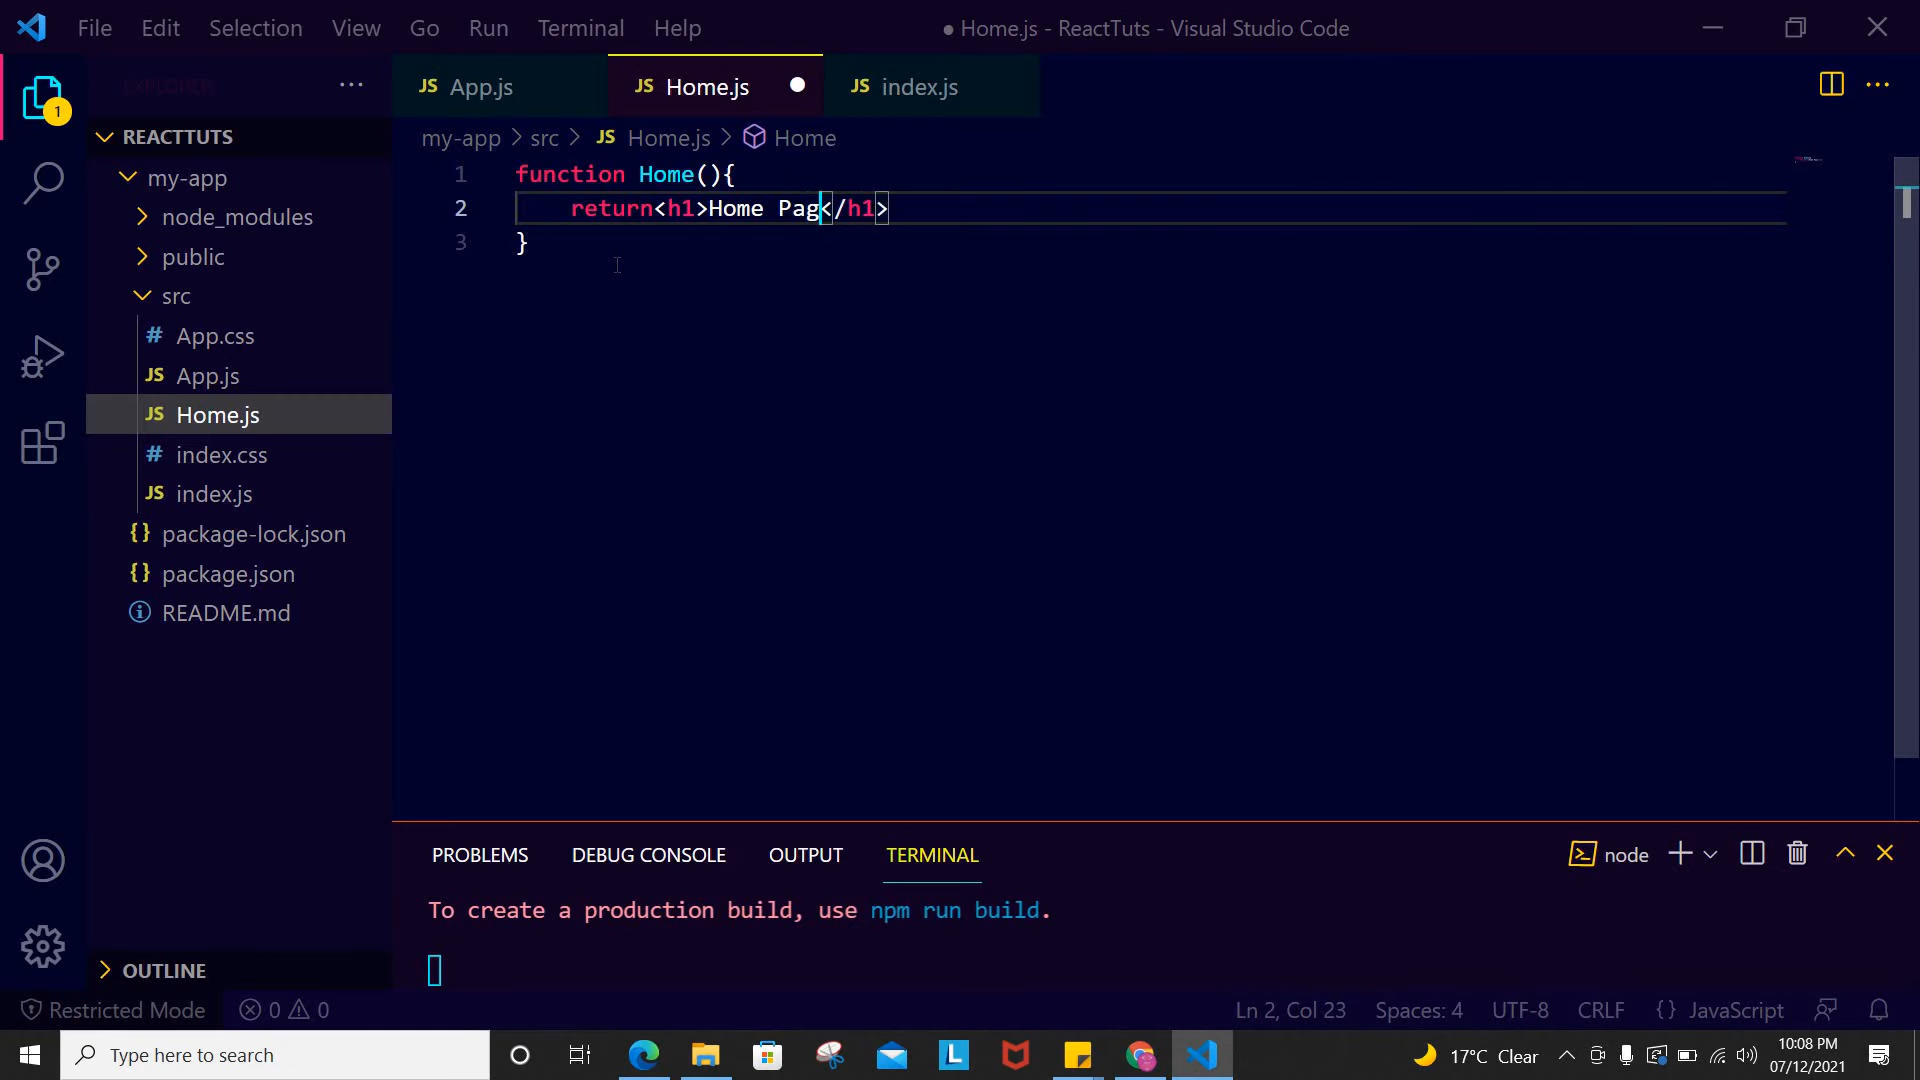 File Edit Selection View Go Run Terminal Help ● Home.js - ReactTuts - Visual Studio Code
EXPLORER
JS App.js JS Home.js JS index.js
1
REACTTUTS
my-app > src > JS Home.js > Home
my-app
node_modules
public
src
# App.css
JS App.js
JS Home.js
# index.css
JS index.js
{} package-lock.json
{} package.json
README.md
OUTLINE
1 function Home(){
2 return<h1>Home Pag</h1>
3 }
PROBLEMS DEBUG CONSOLE OUTPUT TERMINAL node
To create a production build, use npm run build.
Restricted Mode 0 0 Ln 2, Col 23 Spaces: 4 UTF-8 CRLF {} JavaScript
Type here to search L 17°C Clear
10:08 PM
07/12/2021